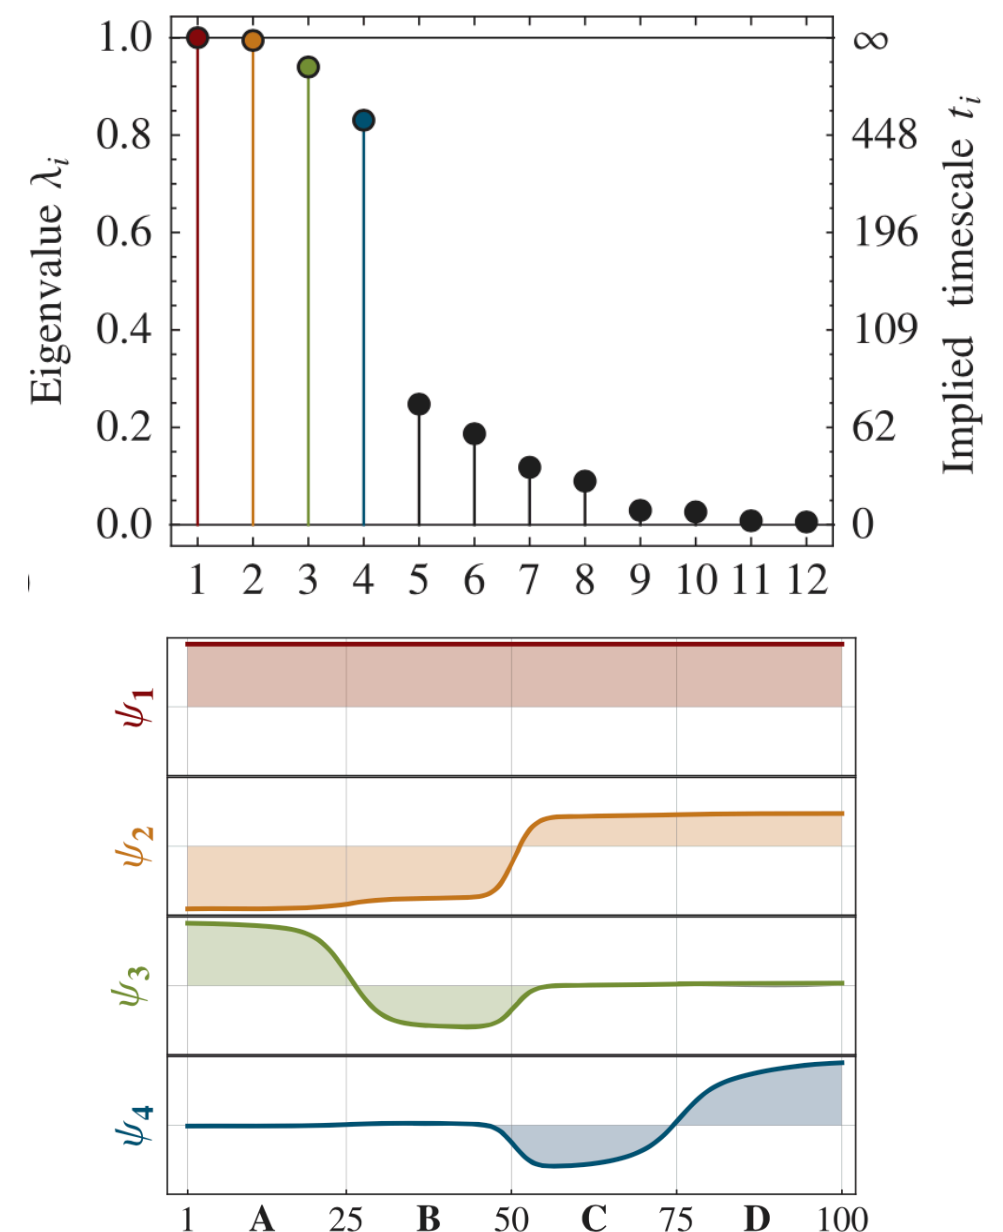 1.0 ∞
0.8 448
0.6 196
0.4 109
0.2 62
0.0 0
Eigenvalue λi
Implied timescale ti
1 2 3 4 5 6 7 8 9 10 11 12
ψ1
ψ2
ψ3
ψ4
1 A 25 B 50 C 75 D 100